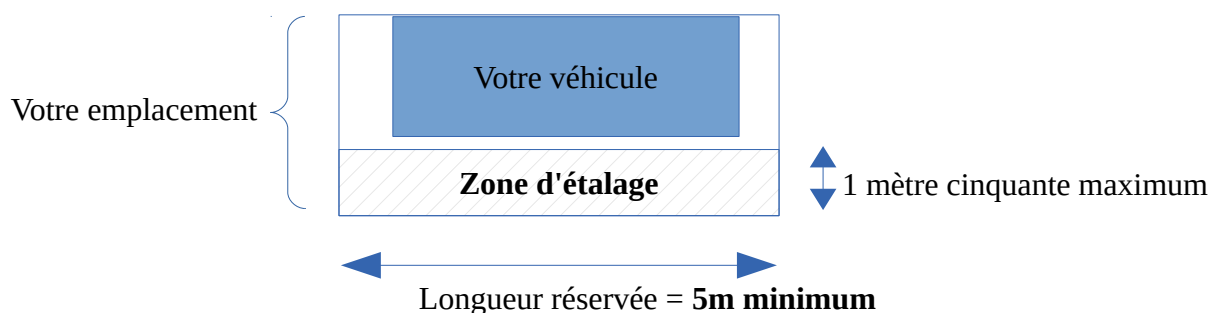 Votre véhicule
Votre emplacement
Zone d'étalage
1 mètre cinquante maximum
Longueur réservée = 5m minimum